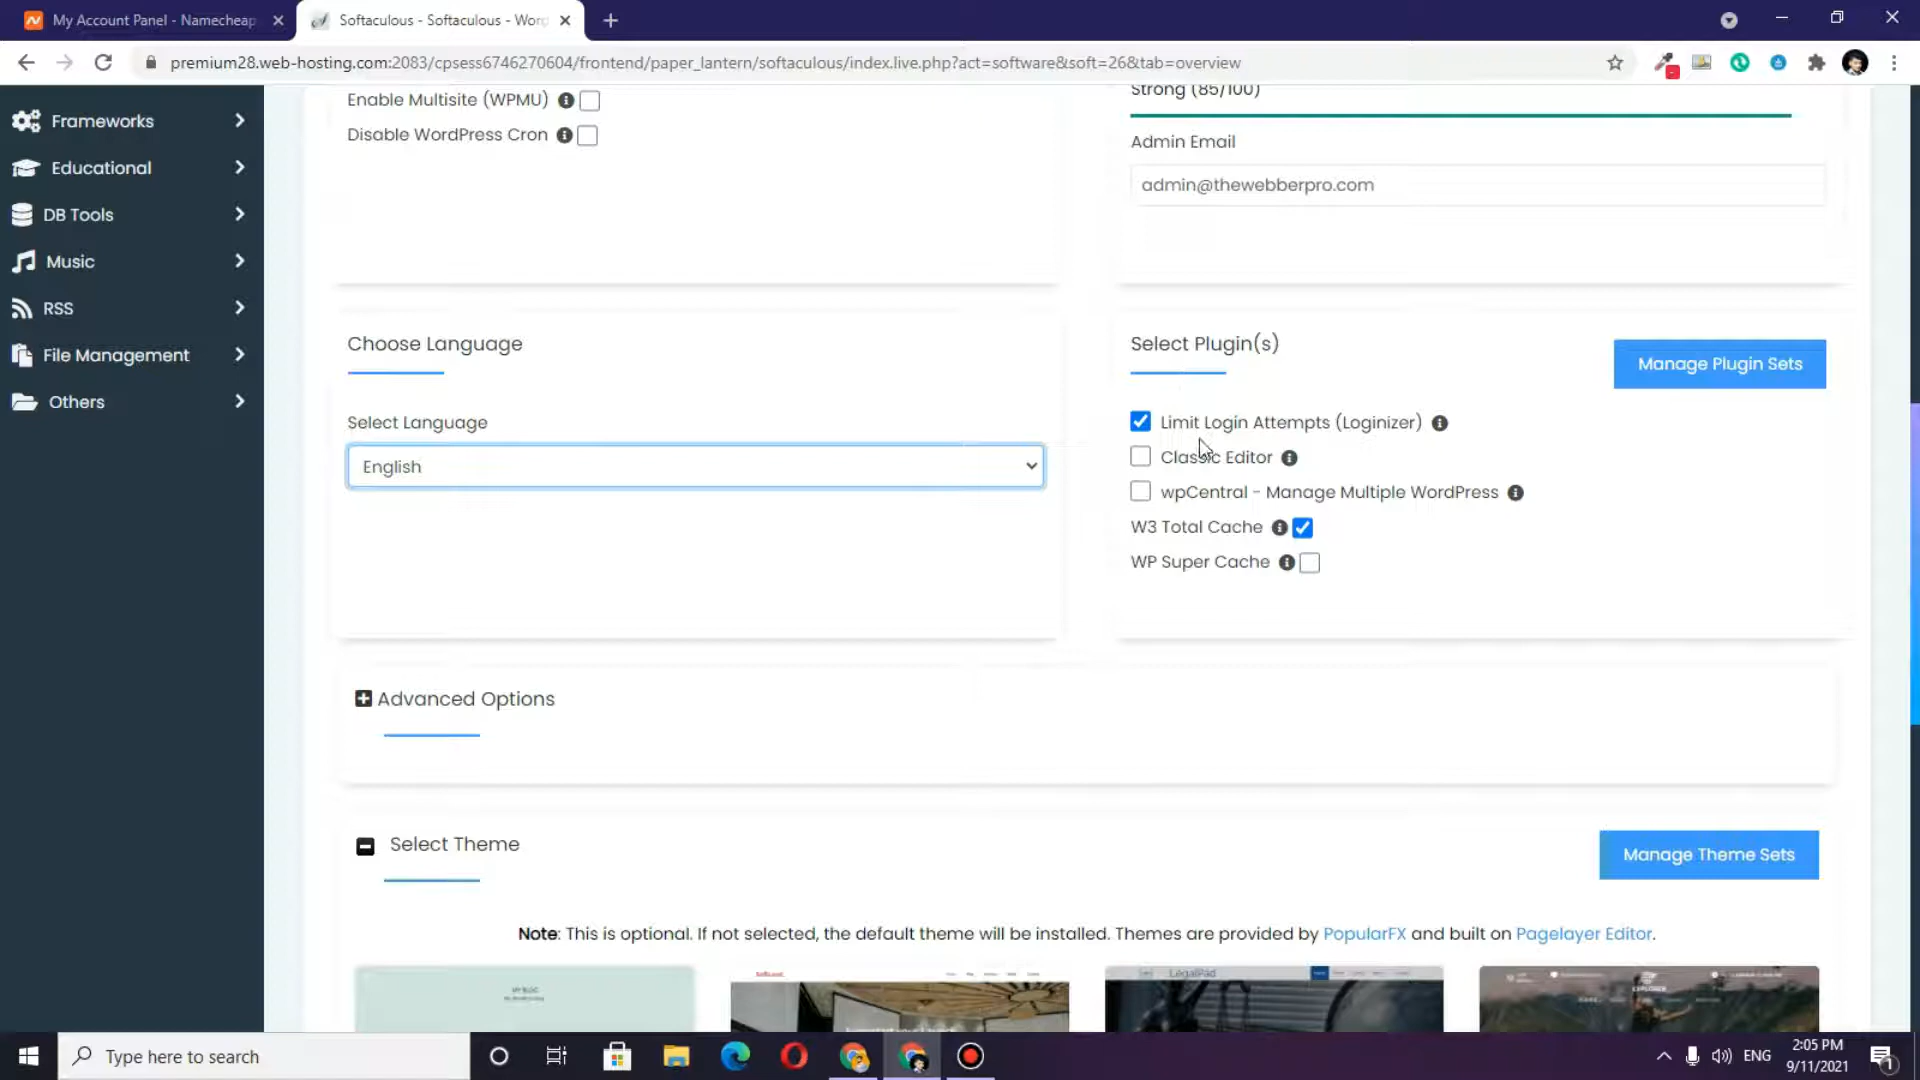 My Account Panel - Namecheap
Softaculous - Softaculous - Word
premium28.web-hosting.com:2083/cpsess6746270604/frontend/paper_lantern/softaculous/index.live.php?act=software&soft=26&tab=overview
Frameworks
Educational
DB Tools
Music
RSS
File Management
Others
Enable Multisite (WPMU)
Disable WordPress Cron
Strong (85/100)
Admin Email
admin@thewebberpro.com
Choose Language
Select Language
English
Select Plugin(s)
Manage Plugin Sets
Limit Login Attempts (Loginizer)
Classic Editor
wpCentral - Manage Multiple WordPress
W3 Total Cache
WP Super Cache
Advanced Options
Select Theme
Manage Theme Sets
Note: This is optional. If not selected, the default theme will be installed. Themes are provided by PopularFX and built on Pagelayer Editor.
MY BLOG
LegalPad
Type here to search
ENG
2:05 PM
9/11/2021
1